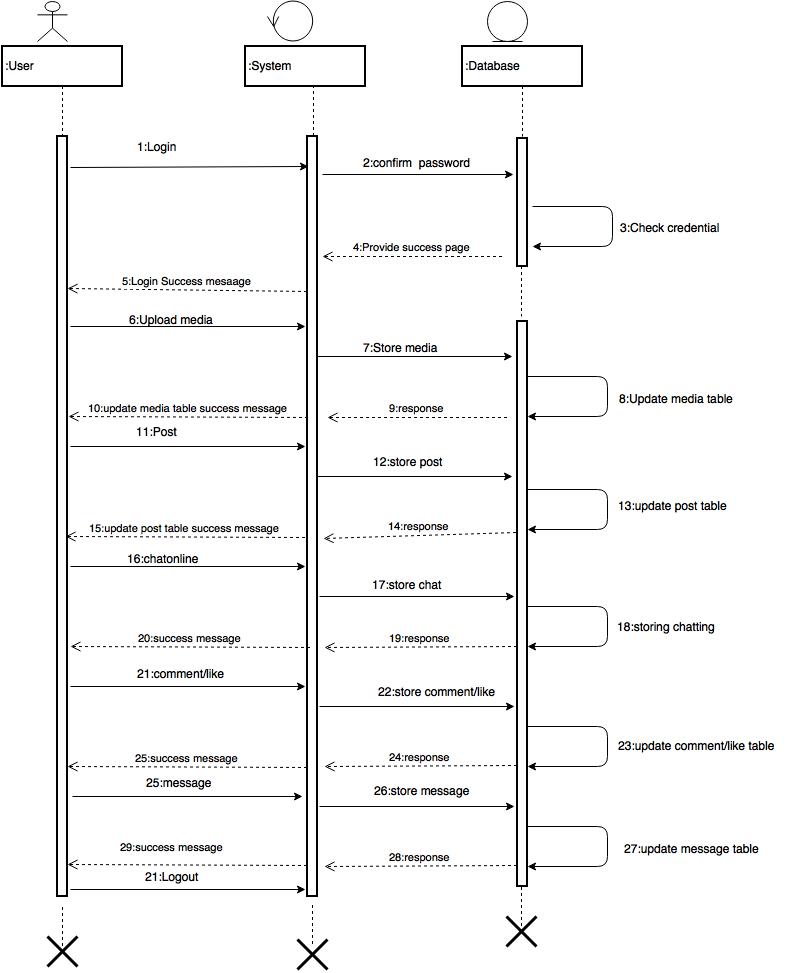 :User
:System
:Database
1:Login
2:confirm  password
3:Check credential
4:Provide success page
5:Login Success mesaage
6:Upload media
7:Store media
8:Update media table
9:response
10:update media table success message
11:Post
12:store post
13:update post table
14:response
15:update post table success message
16:chatonline
17:store chat
18:storing chatting
19:response
20:success message
21:comment/like
22:store comment/like
23:update comment/like table
24:response
25:success message
25:message
26:store message
27:update message table
28:response
29:success message
21:Logout